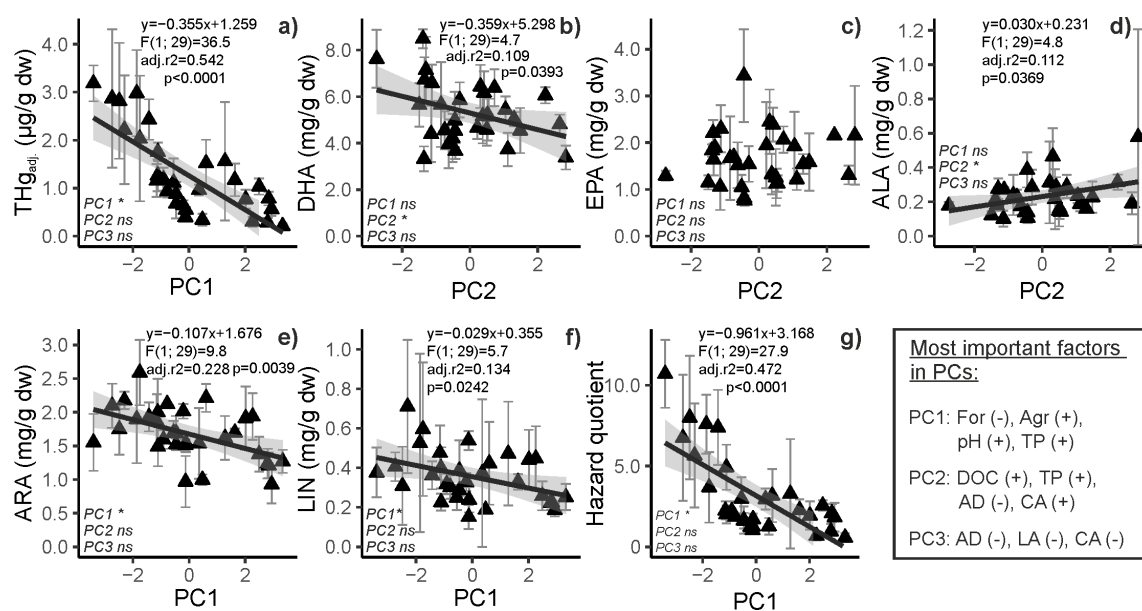 y=−0.355x+1.259
a)
F(1; 29)=36.5
adj.r2=0.542
p<0.0001
THg adj. (µg/g dw)
4.0
3.0
2.0
1.0
0.0
PC1 *
PC2 ns
PC3 ns
−2
0
2
PC1
y=−0.359x+5.298
b)
F(1; 29)=4.7
adj.r2=0.109
p=0.0393
DHA (mg/g dw)
8.0
6.0
4.0
2.0
0.0
PC1 ns
PC2 *
PC3 ns
−2
0
2
PC2
c)
EPA (mg/g dw)
4.0
3.0
2.0
1.0
0.0
PC1 ns
PC2 ns
PC3 ns
−2
0
2
PC2
y=0.030x+0.231
F(1; 29)=4.8
adj.r2=0.112
p=0.0369
d)
ALA (mg/g dw)
1.2
1.0
0.8
0.6
0.4
0.2
0.0
PC1 ns
PC2 *
PC3 ns
−2
0
2
PC2
y=−0.107x+1.676
e)
F(1; 29)=9.8
adj.r2=0.228 p=0.0039
ARA (mg/g dw)
3.0
2.5
2.0
1.5
1.0
0.5
0.0
PC1 *
PC2 ns
PC3 ns
−2
0
2
PC1
y=−0.029x+0.355
f)
F(1; 29)=5.7
adj.r2=0.134
p=0.0242
LIN (mg/g dw)
1.0
0.8
0.6
0.4
0.2
0.0
PC1*
PC2 ns
PC3 ns
−2
0
2
PC1
y=−0.961x+3.168
g)
F(1; 29)=27.9
adj.r2=0.472
p<0.0001
Hazard quotient
10.0
5.0
0.0
PC1 *
PC2 ns
PC3 ns
−2
0
2
PC1
Most important factors
in PCs:
PC1: For (-), Agr (+),
pH (+), TP (+)
PC2: DOC (+), TP (+),
AD (-), CA (+)
PC3: AD (-), LA (-), CA (-)